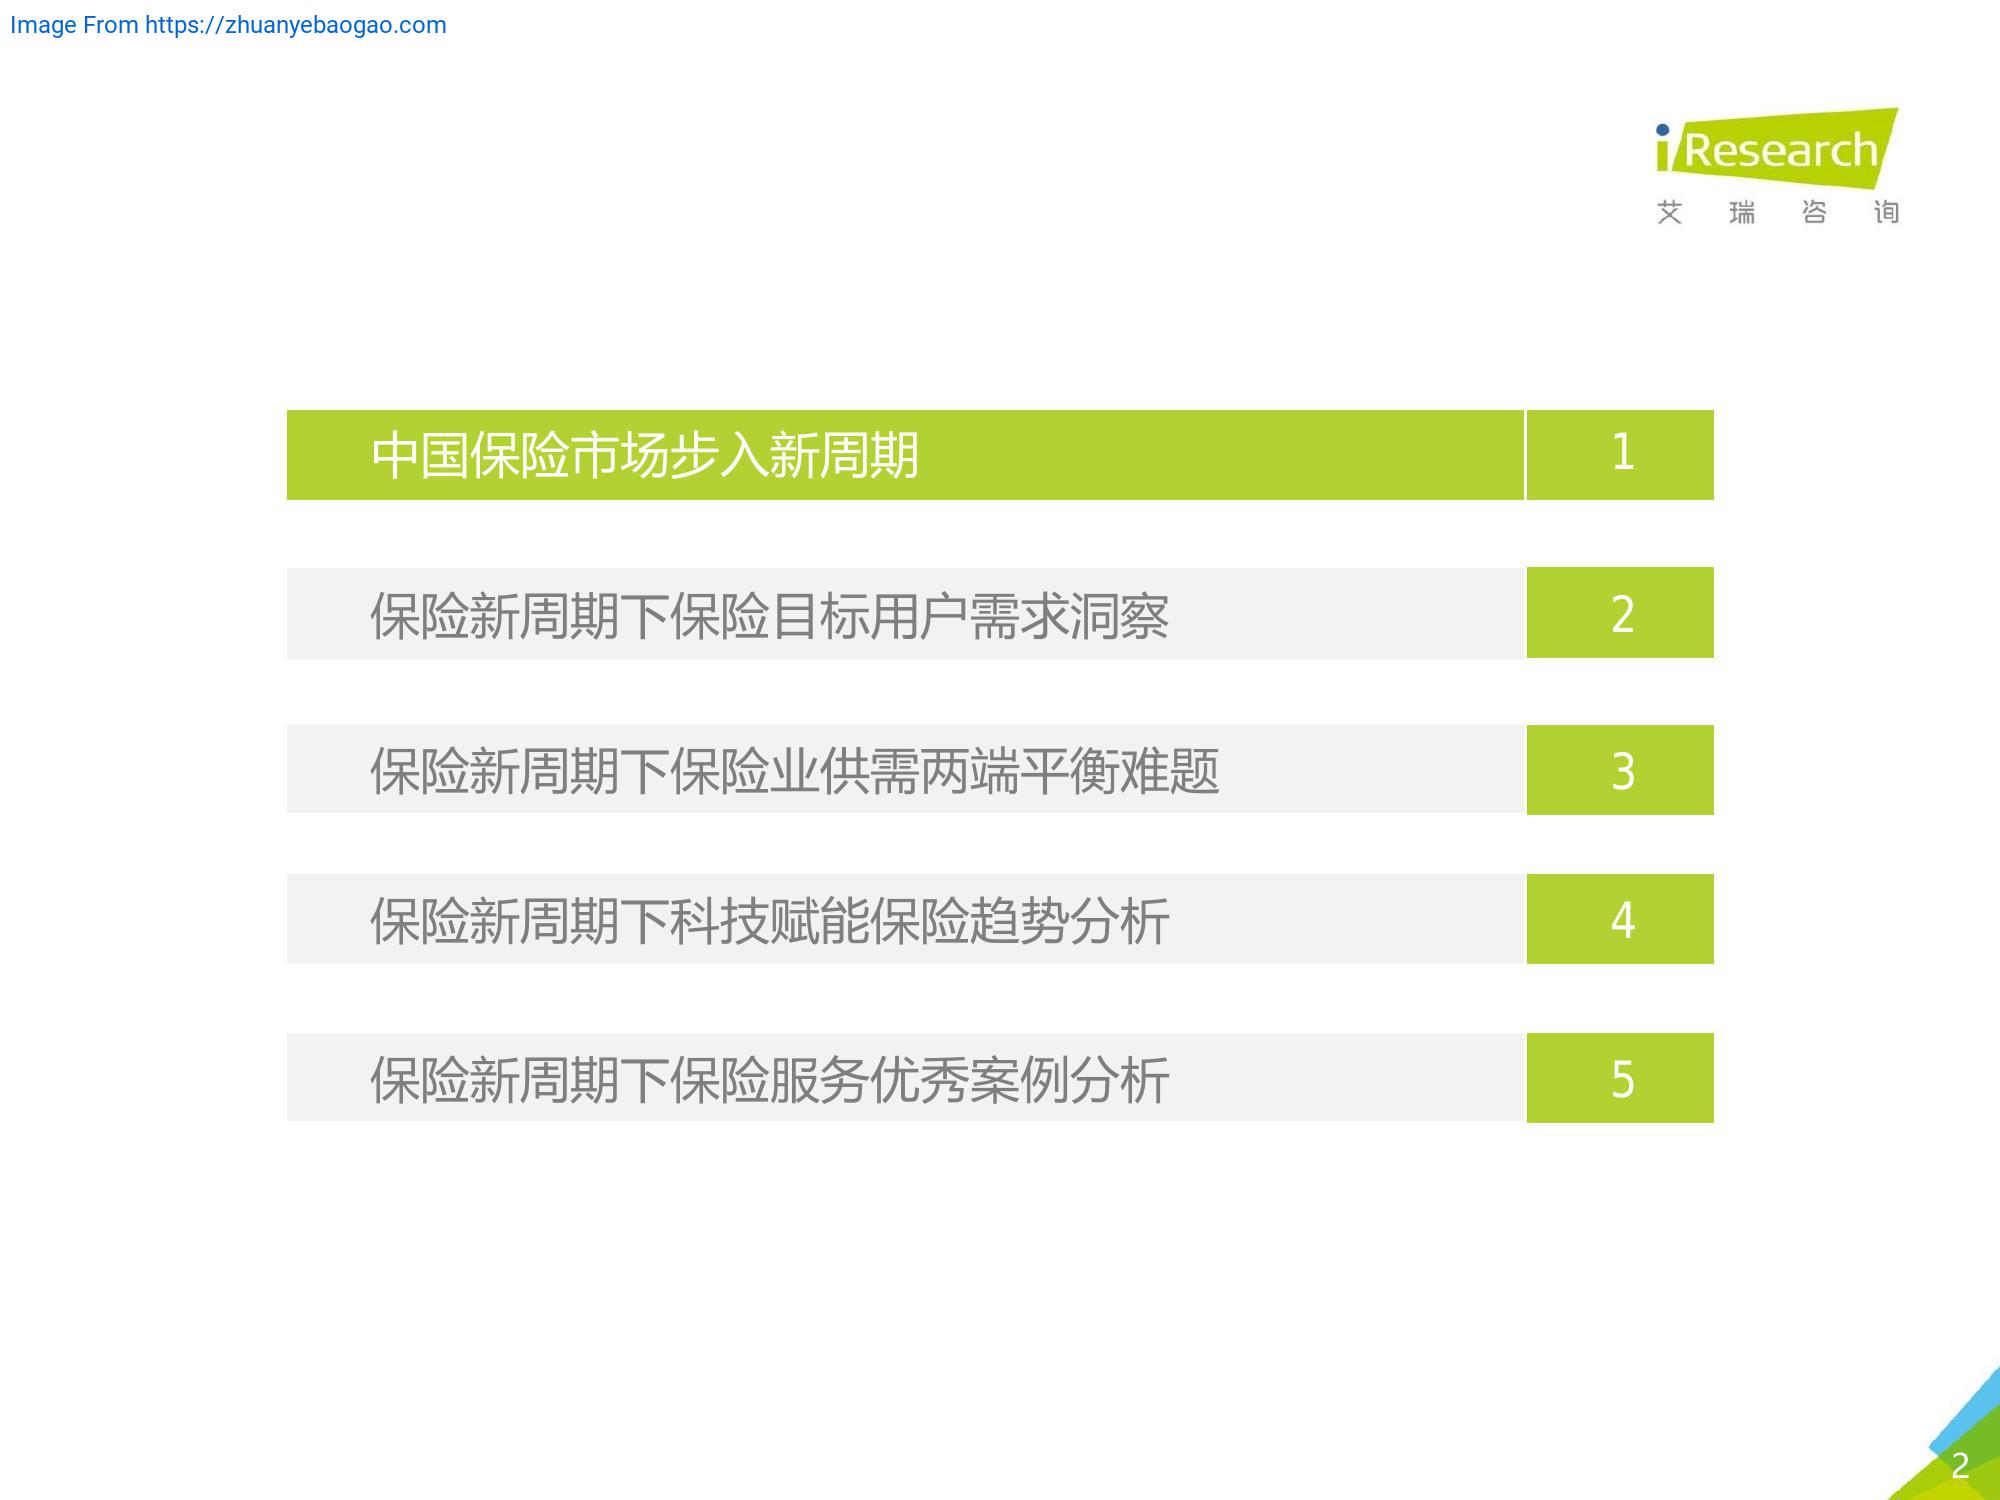 Image From https://zhuanyebaogao.com
iResearch
艾瑞咨询
中国保险市场步入新周期 1
保险新周期下保险目标用户需求洞察 2
保险新周期下保险业供需两端平衡难题 3
保险新周期下科技赋能保险趋势分析 4
保险新周期下保险服务优秀案例分析 5
2